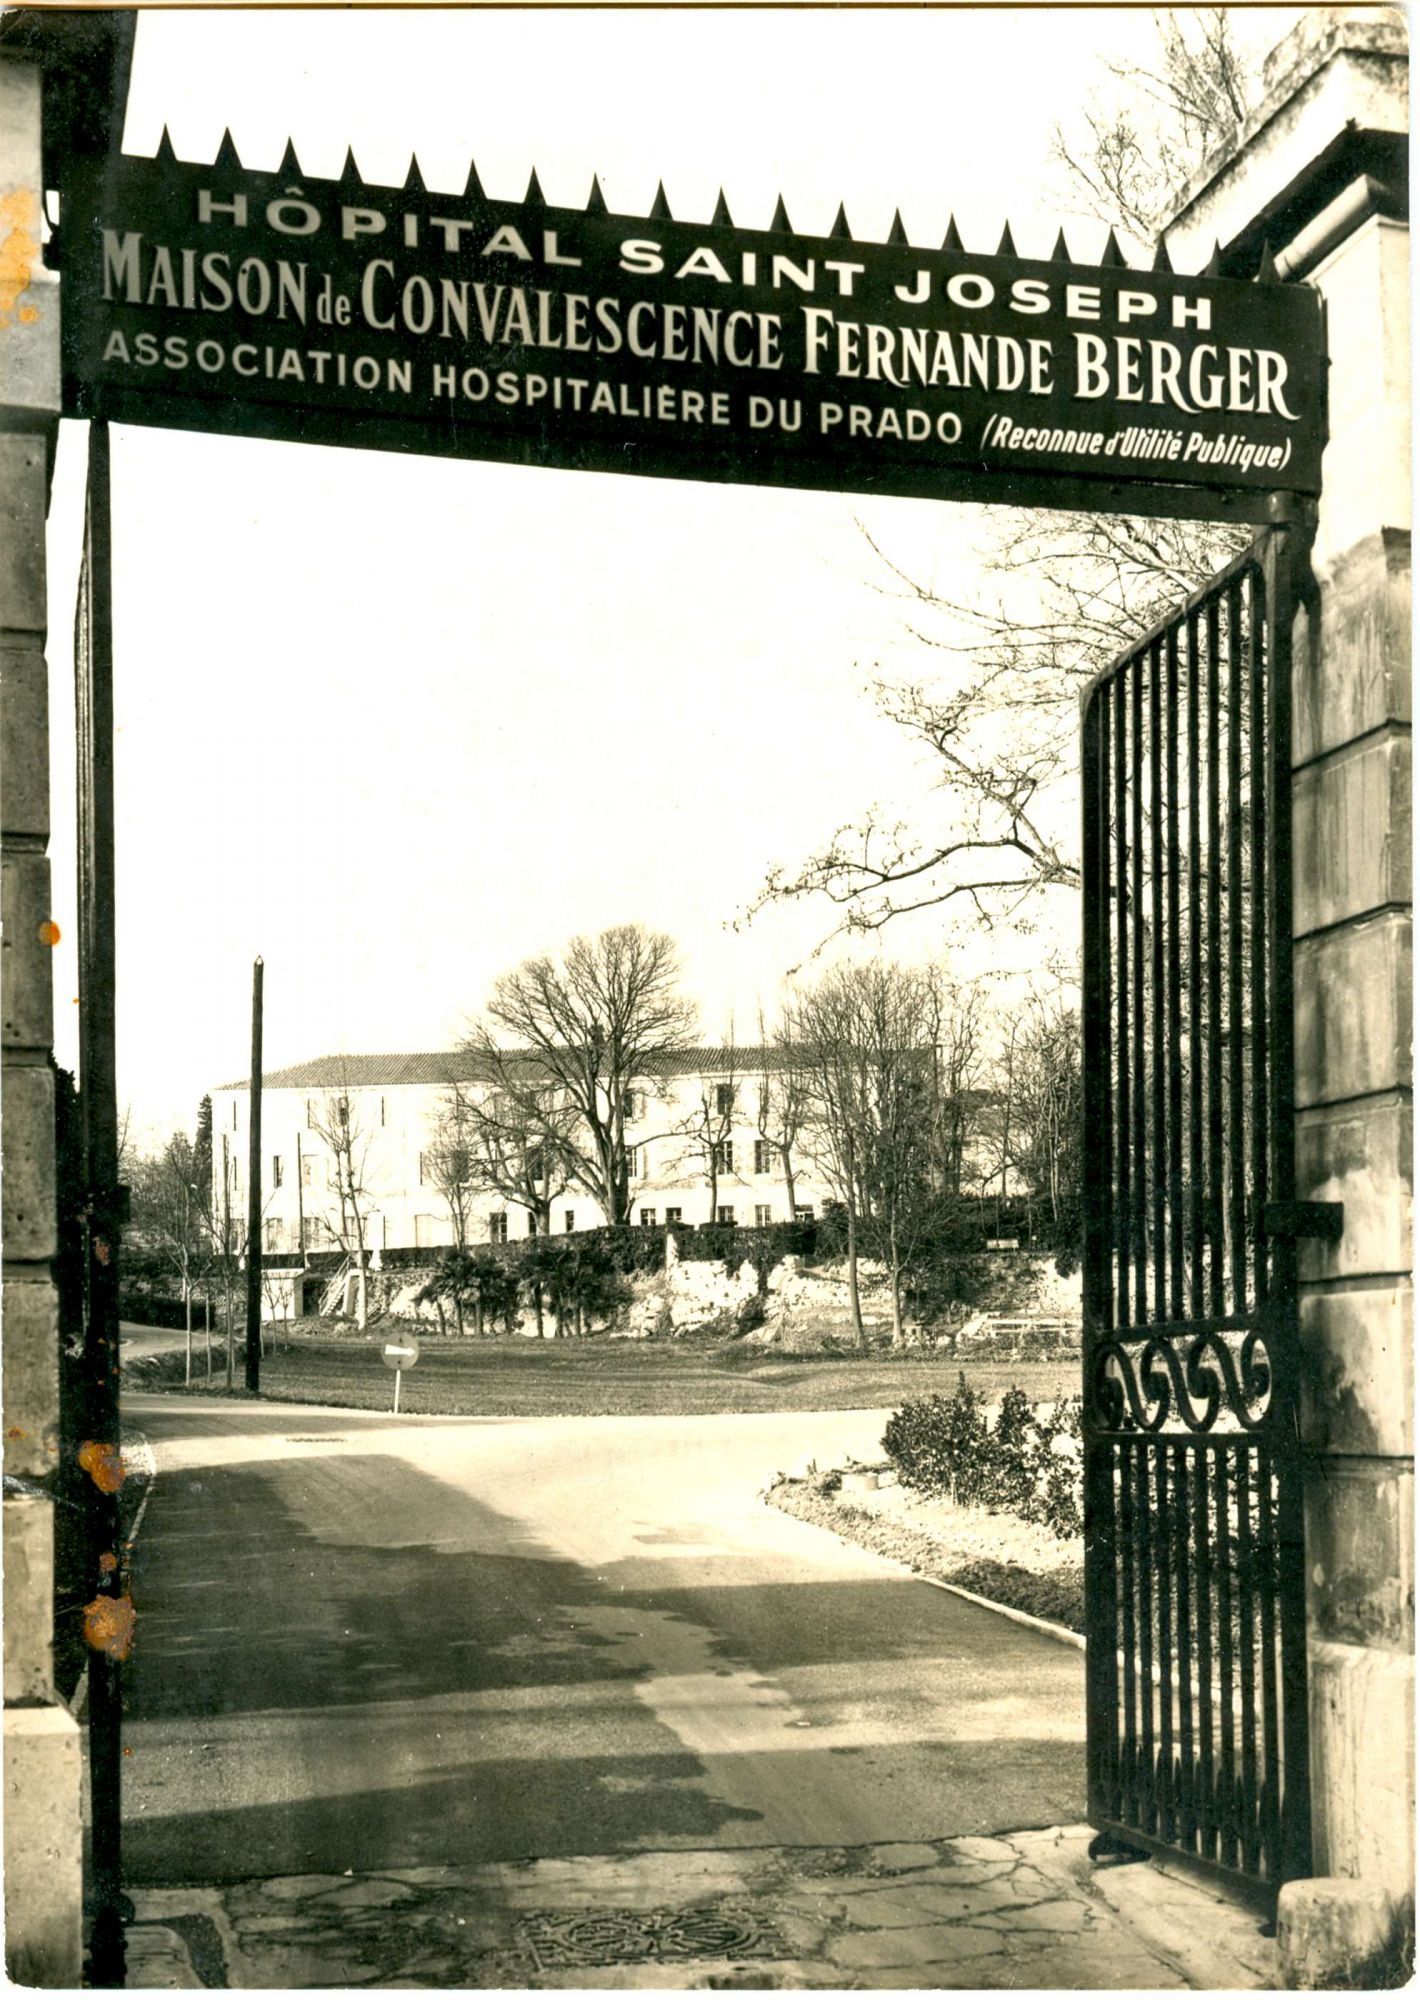 HÔPITAL SAINT JOSEPH
MAISON de CONVALESCENCE FERNANDE BERGER
ASSOCIATION HOSPITALIÈRE DU PRADO (Reconnue d'Utilité Publique)